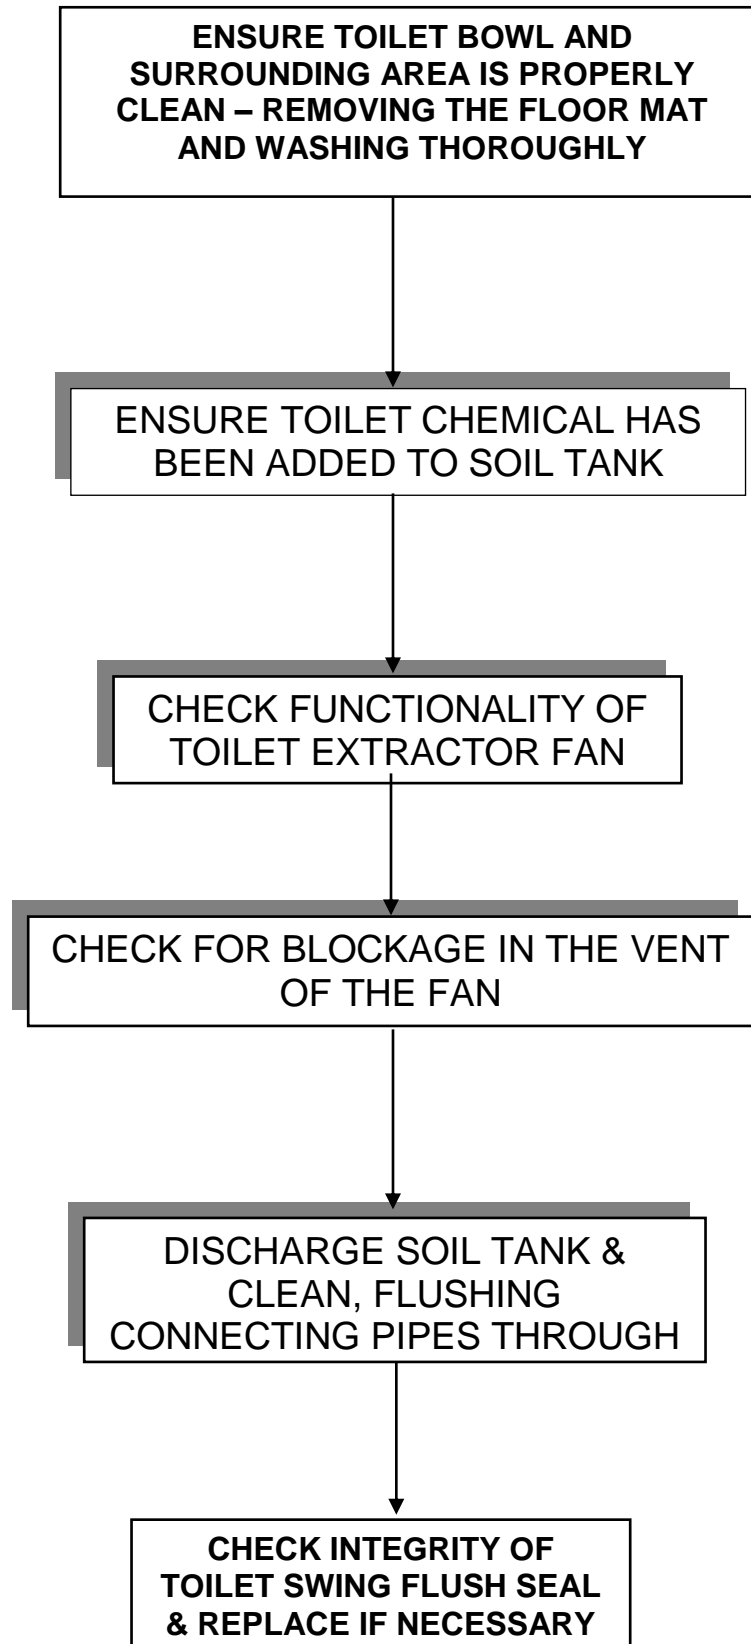 ENSURE TOILET BOWL AND
SURROUNDING AREA IS PROPERLY
CLEAN – REMOVING THE FLOOR MAT
AND WASHING THOROUGHLY
ENSURE TOILET CHEMICAL HAS
BEEN ADDED TO SOIL TANK
CHECK FUNCTIONALITY OF
TOILET EXTRACTOR FAN
CHECK FOR BLOCKAGE IN THE VENT
OF THE FAN
DISCHARGE SOIL TANK &
CLEAN, FLUSHING
CONNECTING PIPES THROUGH
CHECK INTEGRITY OF
TOILET SWING FLUSH SEAL
& REPLACE IF NECESSARY